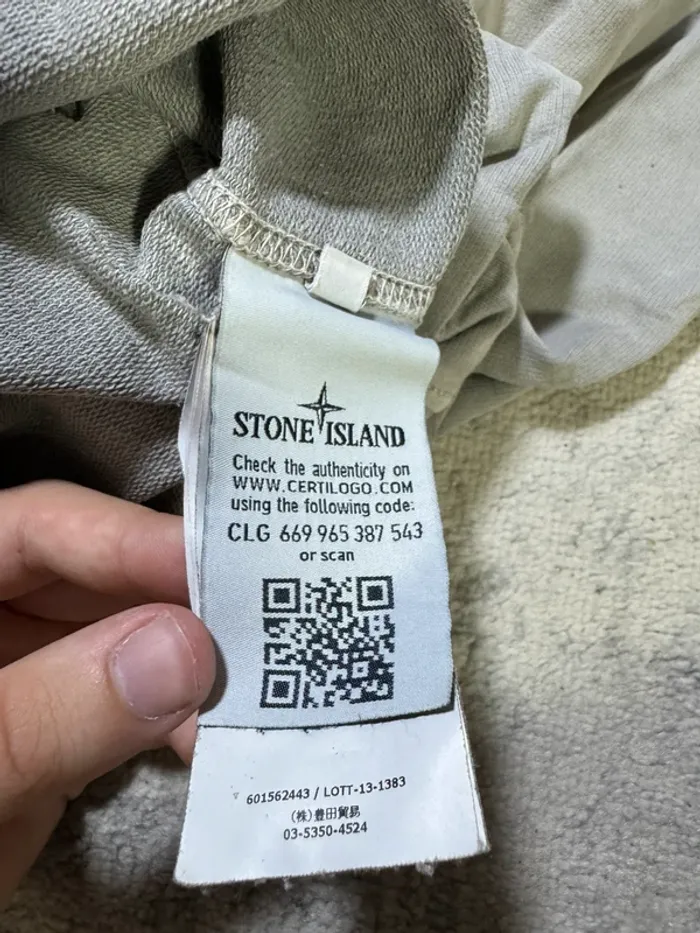 STONE ISLAND
Check the authenticity on
WWW.CERTILOGO.COM
using the following code:
CLG 669 965 387 543
or scan
601562443 / LOTT-13-1383
(株)豊田貿易
03-5350-4524